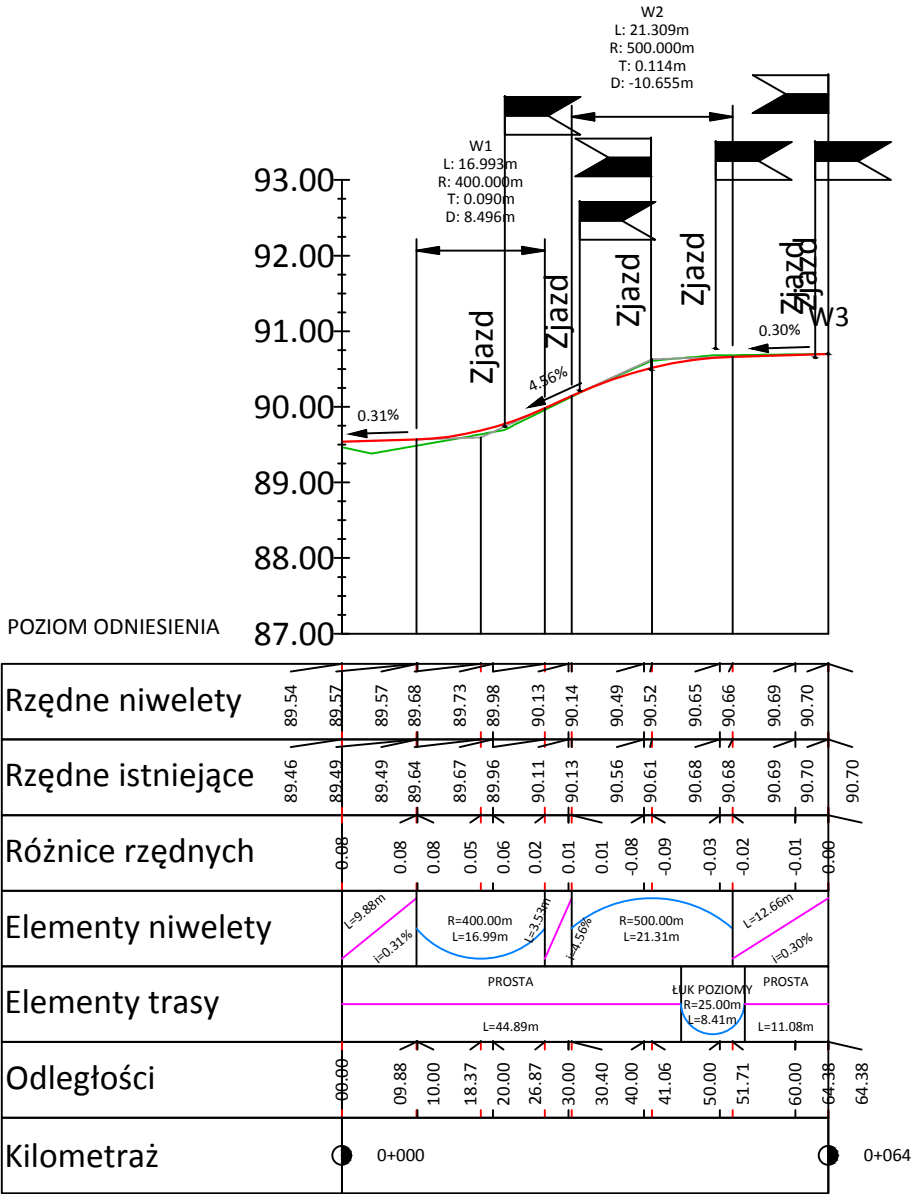 W2
L: 21.309m
R: 500.000m
T: 0.114m
D: -10.655m
W1
L: 16.993m
R: 400.000m
T: 0.090m
D: 8.496m
93.00
92.00
91.00
90.00
89.00
88.00
87.00
Zjazd
Zjazd
Zjazd
Zjazd
Zjazd
Zjazd
W3
0.31%
4.56%
0.30%
POZIOM ODNIESIENIA
Rzędne niwelety
89.54 89.57 89.57 89.68 89.73 89.98 90.13 90.14 90.49 90.52 90.65 90.66 90.69 90.70
Rzędne istniejące
89.46 89.49 89.49 89.64 89.67 89.96 90.11 90.13 90.56 90.61 90.68 90.68 90.69 90.70 90.70
Różnice rzędnych
0.08 0.08 0.08 0.05 0.06 0.02 0.01 0.01 -0.08 -0.09 -0.03 -0.02 -0.01 0.00
Elementy niwelety
L=9.88m
i=0.31%
R=400.00m
L=16.99m
L=3.53m
i=4.56%
R=500.00m
L=21.31m
L=12.66m
i=0.30%
Elementy trasy
PROSTA
L=44.89m
ŁUK POZIOMY
R=25.00m
L=8.41m
PROSTA
L=11.08m
Odległości
00.00 09.88 10.00 18.37 20.00 26.87 30.00 30.40 40.00 41.06 50.00 51.71 60.00 64.38 64.38
Kilometraż
0+000
0+064